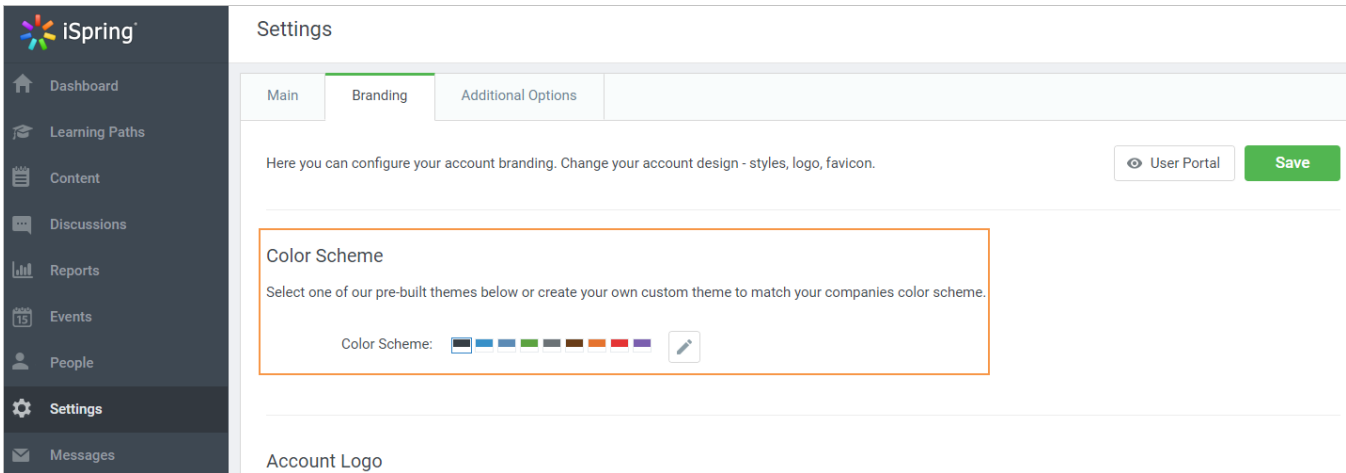 iSpring
Settings
Dashboard
Learning Paths
Content
Discussions
Reports
15
Events
People
Settings
Messages
Main
Branding
Additional Options
Here you can configure your account branding. Change your account design - styles, logo, favicon.
User Portal
Save
Color Scheme
Select one of our pre-built themes below or create your own custom theme to match your companies color scheme.
Color Scheme:
Account Logo